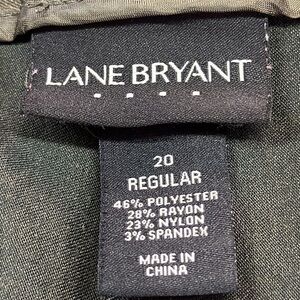 LANE BRYANT
20
REGULAR
46% POLYESTER
28% RAYON
23% NYLON
3% SPANDEX
MADE IN
CHINA